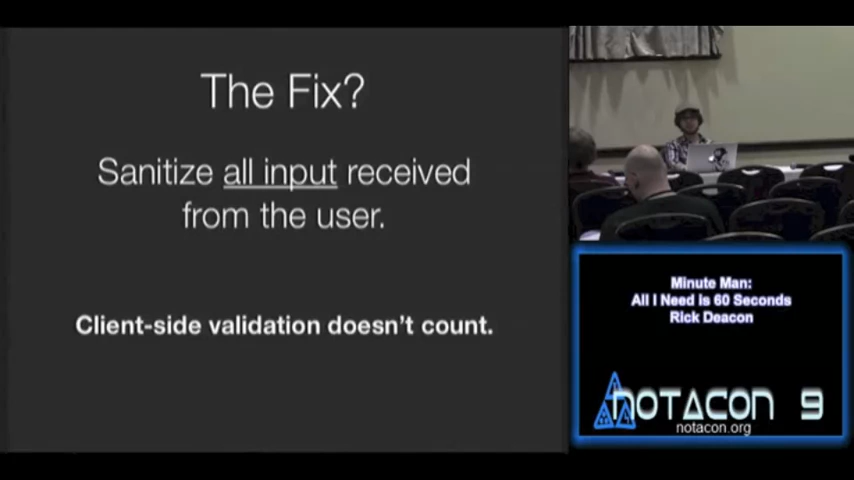 The Fix?
Sanitize all input received
from the user.
Client-side validation doesn't count.
Minute Man:
All I Need is 60 Seconds
Rick Deacon
NOTACON 9
notacon.org